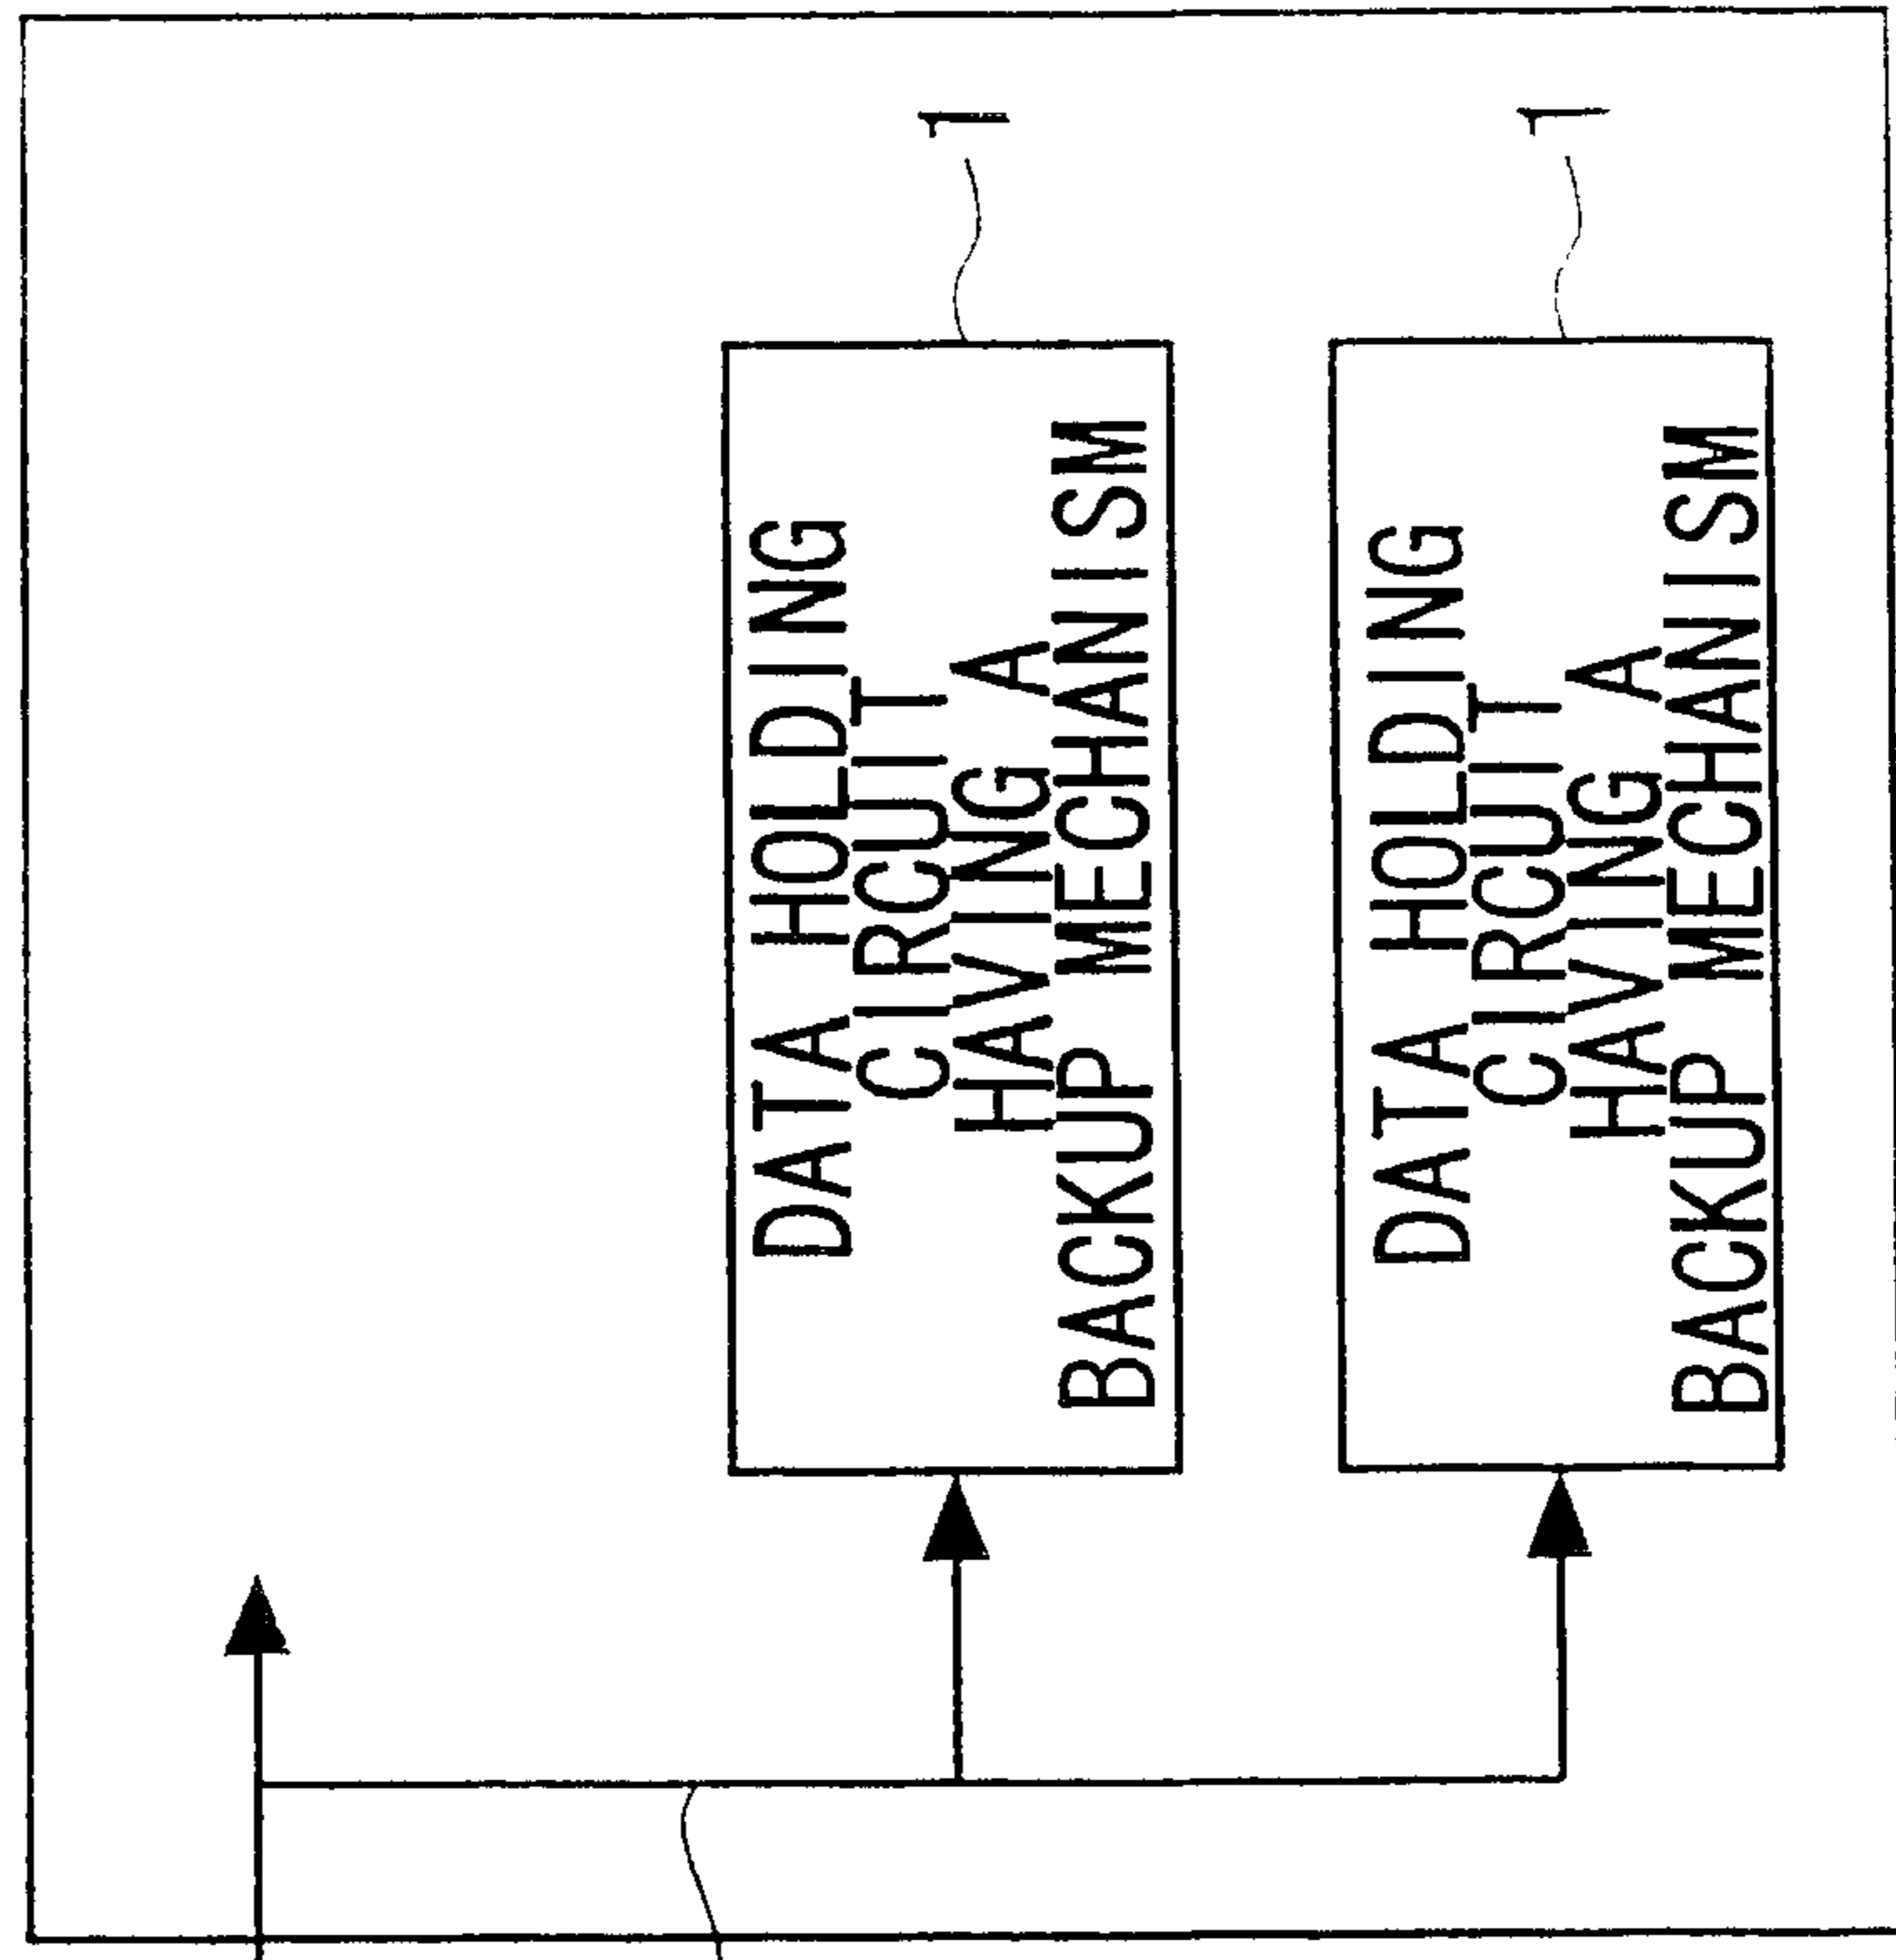 DATA HOLDING
CIRCUIT
HAVING A
BACKUP MECHANISM
1
DATA HOLDING
CIRCUIT
HAVING A
BACKUP MECHANISM
1